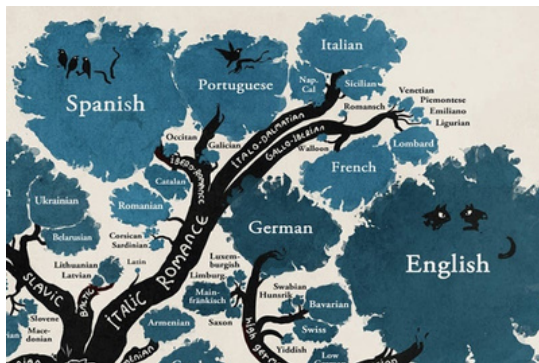 Italian
Spanish
Portuguese
Nap.
Cal
Sicilian
Romansch
Venetian
Piemontese
Emiliano
Ligurian
Lombard
Occitan
Galician
ITALO-DALMATIAN
GALLO-IBERIAN
Walloon
French
IBERO-ROMANCE
Catalan
Ukrainian
Romanian
Belarusian
Corsican
Sardinian
Latin
German
English
ROMANCE
ITALIC
Lithuanian
Latvian
BALTIC
SLAVIC
Luxem-
burgish
Limburg.
Main-
fränkisch
Saxon
Swabian
Hunsrik
Bavarian
Swiss
Yiddish
Low
HIGH GER
Armenian
Slovene
Mace-
donian